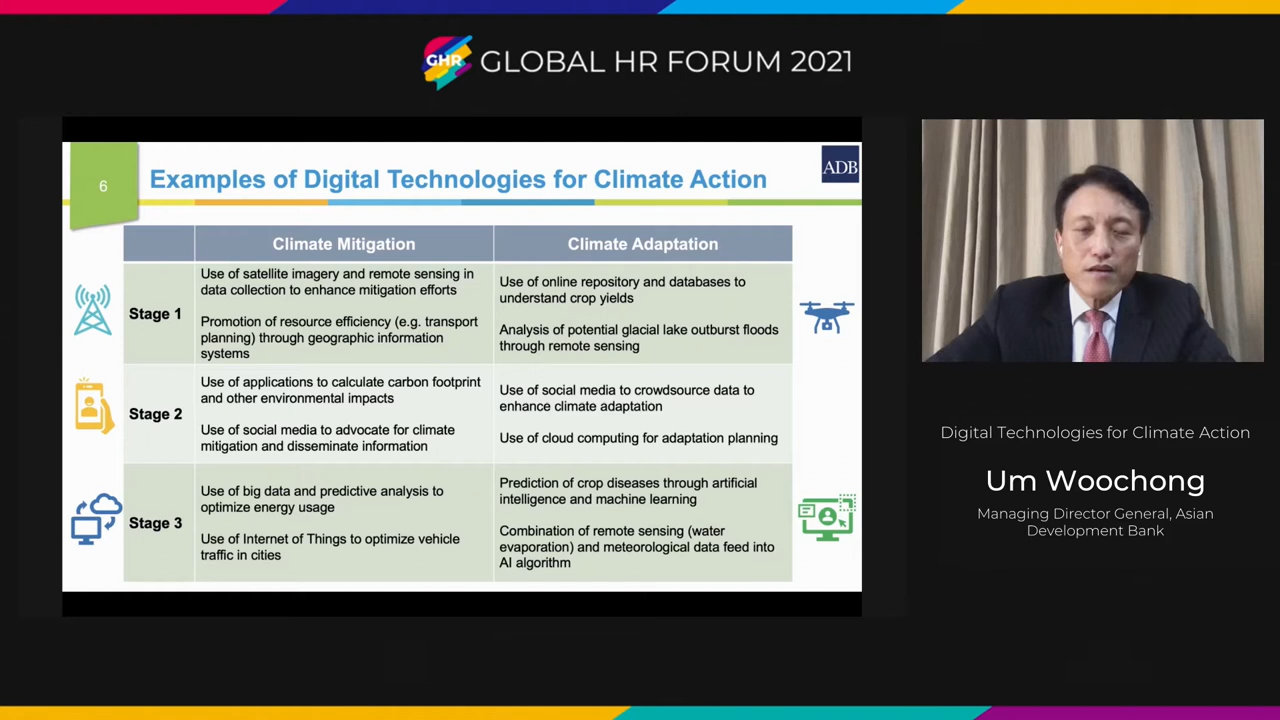 GHR GLOBAL HR FORUM 2021
6
Examples of Digital Technologies for Climate Action
ADB
Climate Mitigation
Climate Adaptation
Stage 1
Use of satellite imagery and remote sensing in
data collection to enhance mitigation efforts
Promotion of resource efficiency (e.g. transport
planning) through geographic information
systems
Use of online repository and databases to
understand crop yields
Analysis of potential glacial lake outburst floods
through remote sensing
Stage 2
Use of applications to calculate carbon footprint
and other environmental impacts
Use of social media to advocate for climate
mitigation and disseminate information
Use of social media to crowdsource data to
enhance climate adaptation
Use of cloud computing for adaptation planning
Stage 3
Use of big data and predictive analysis to
optimize energy usage
Use of Internet of Things to optimize vehicle
traffic in cities
Prediction of crop diseases through artificial
intelligence and machine learning
Combination of remote sensing (water
evaporation) and meteorological data feed into
AI algorithm
Digital Technologies for Climate Action
Um Woochong
Managing Director General, Asian
Development Bank